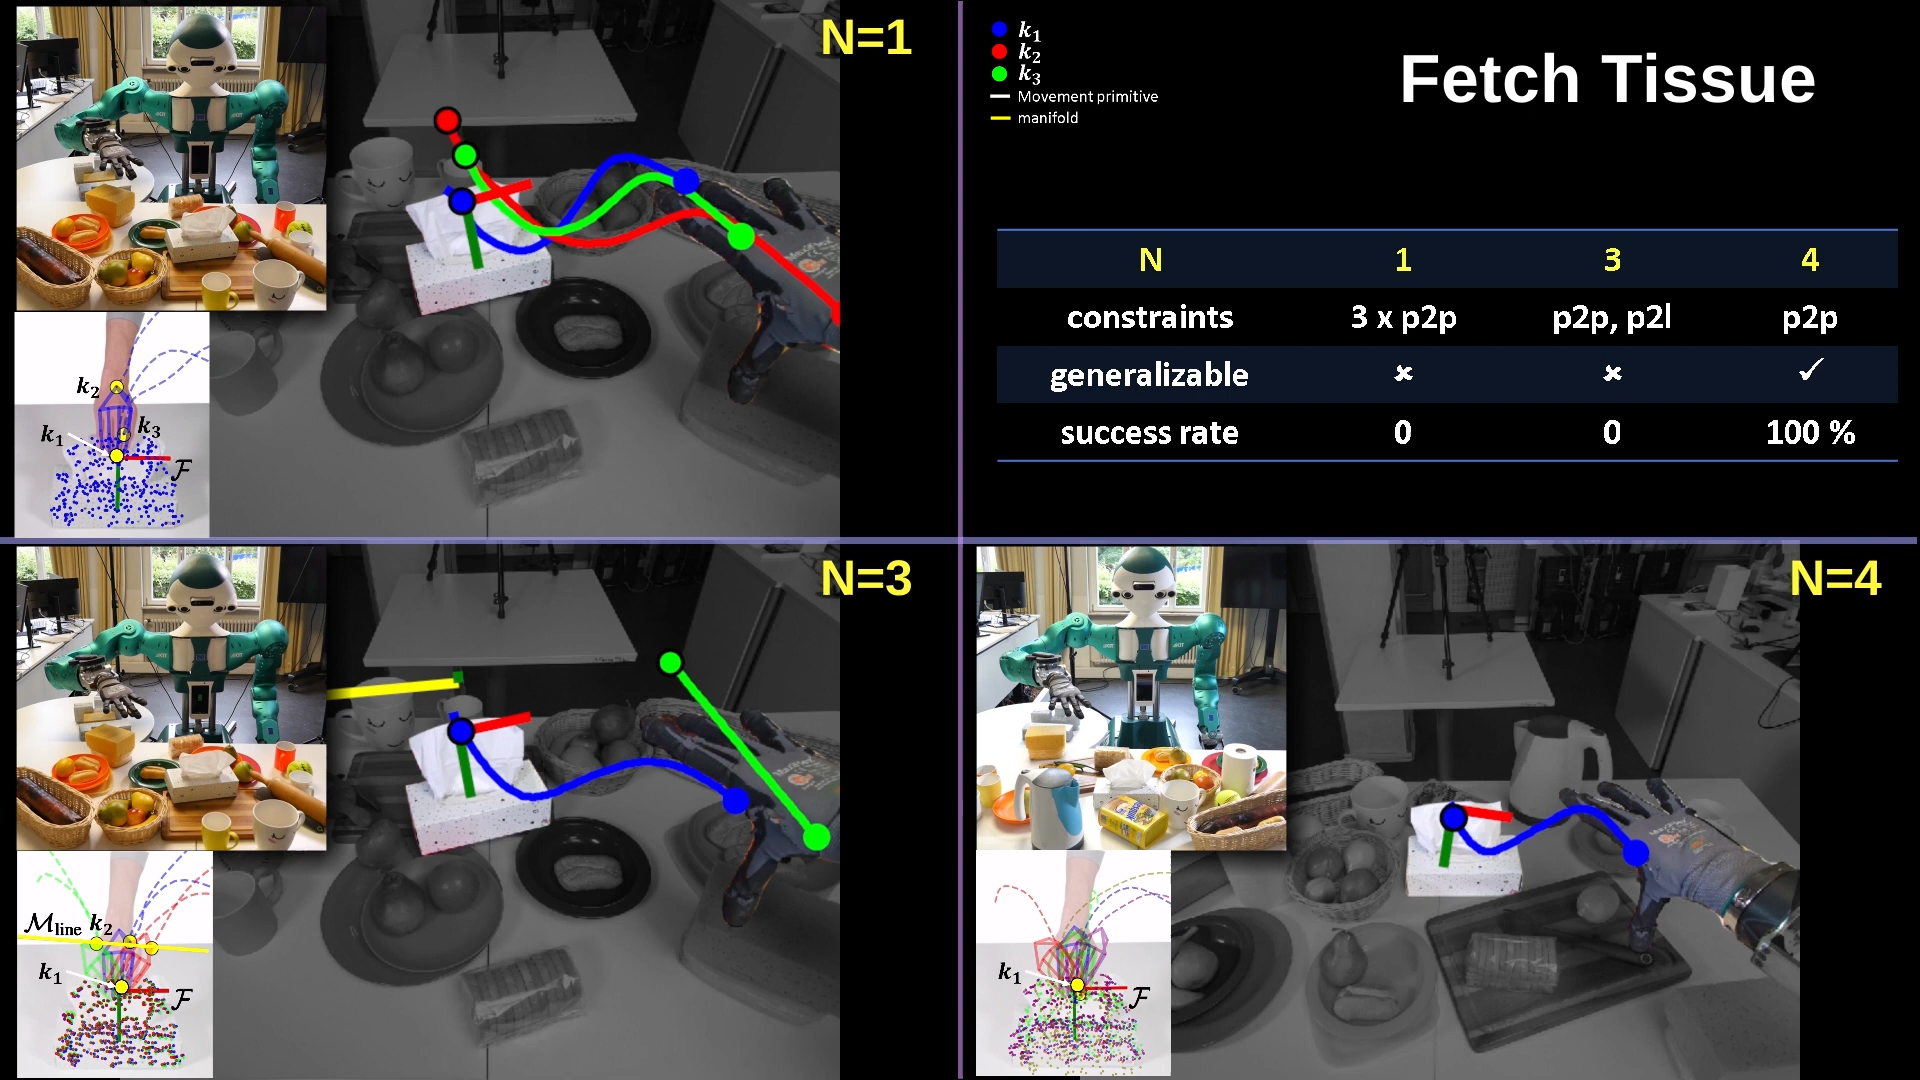 N=1
k₂
k₁
k₃
𝓕
k₁
k₂
k₃
Movement primitive
manifold
Fetch Tissue
N 1 3 4
constraints 3 x p2p p2p, p2l p2p
generalizable × × ✓
success rate 0 0 100 %
N=3
𝓜line k₂
k₁
𝓕
N=4
k₁
𝓕